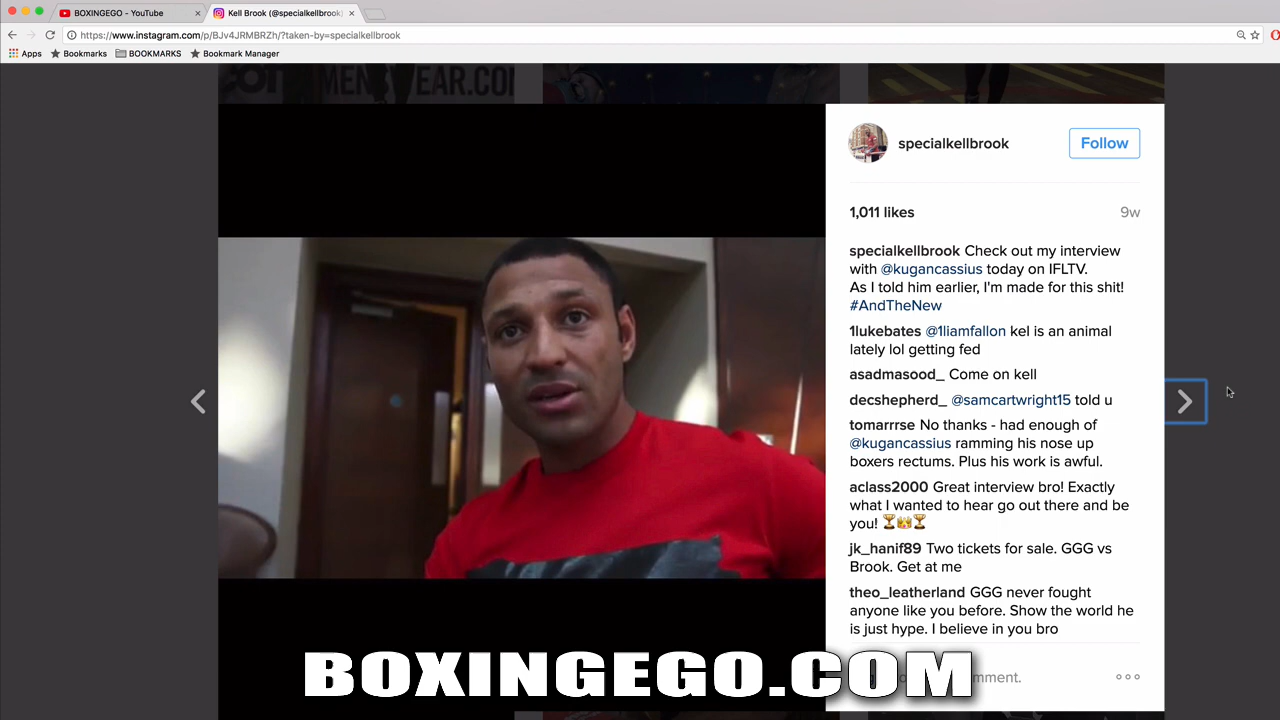 BOXINGEGO - YouTube
Kell Brook (@specialkellbrook)
https://www.instagram.com/p/BJv4JRMBRZh/?taken-by=specialkellbrook
Apps Bookmarks BOOKMARKS Bookmark Manager
MENSWEAR.CO
specialkellbrook
Follow
1,011 likes 9w
specialkellbrook Check out my interview
with @kugancassius today on IFLTV.
As I told him earlier, I'm made for this shit!
#AndTheNew
1lukebates @1liamfallon kel is an animal
lately lol getting fed
asadmasood_ Come on kell
decshepherd_ @samcartwright15 told u
tomarrrse No thanks - had enough of
@kugancassius ramming his nose up
boxers rectums. Plus his work is awful.
aclass2000 Great interview bro! Exactly
what I wanted to hear go out there and be
you! 🏆👑🏆
jk_hanif89 Two tickets for sale. GGG vs
Brook. Get at me
theo_leatherland GGG never fought
anyone like you before. Show the world he
is just hype. I believe in you bro
BOXINGEGO.COM